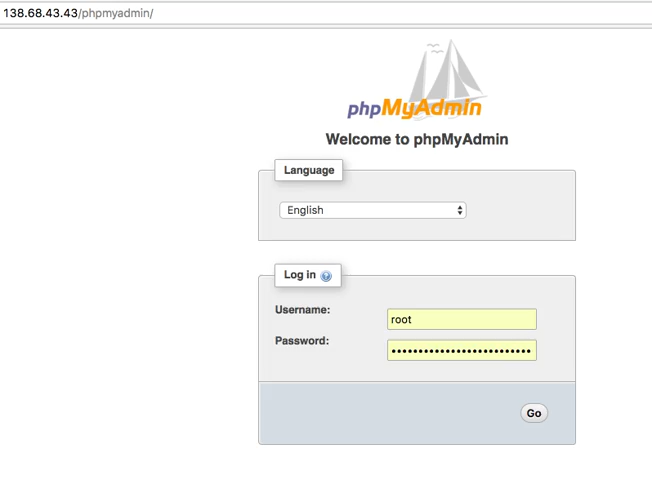 138.68.43.43/phpmyadmin/
phpMyAdmin
Welcome to phpMyAdmin
Language
English
Log in
Username:
root
Password:
••••••••••••••••••••••••••
Go